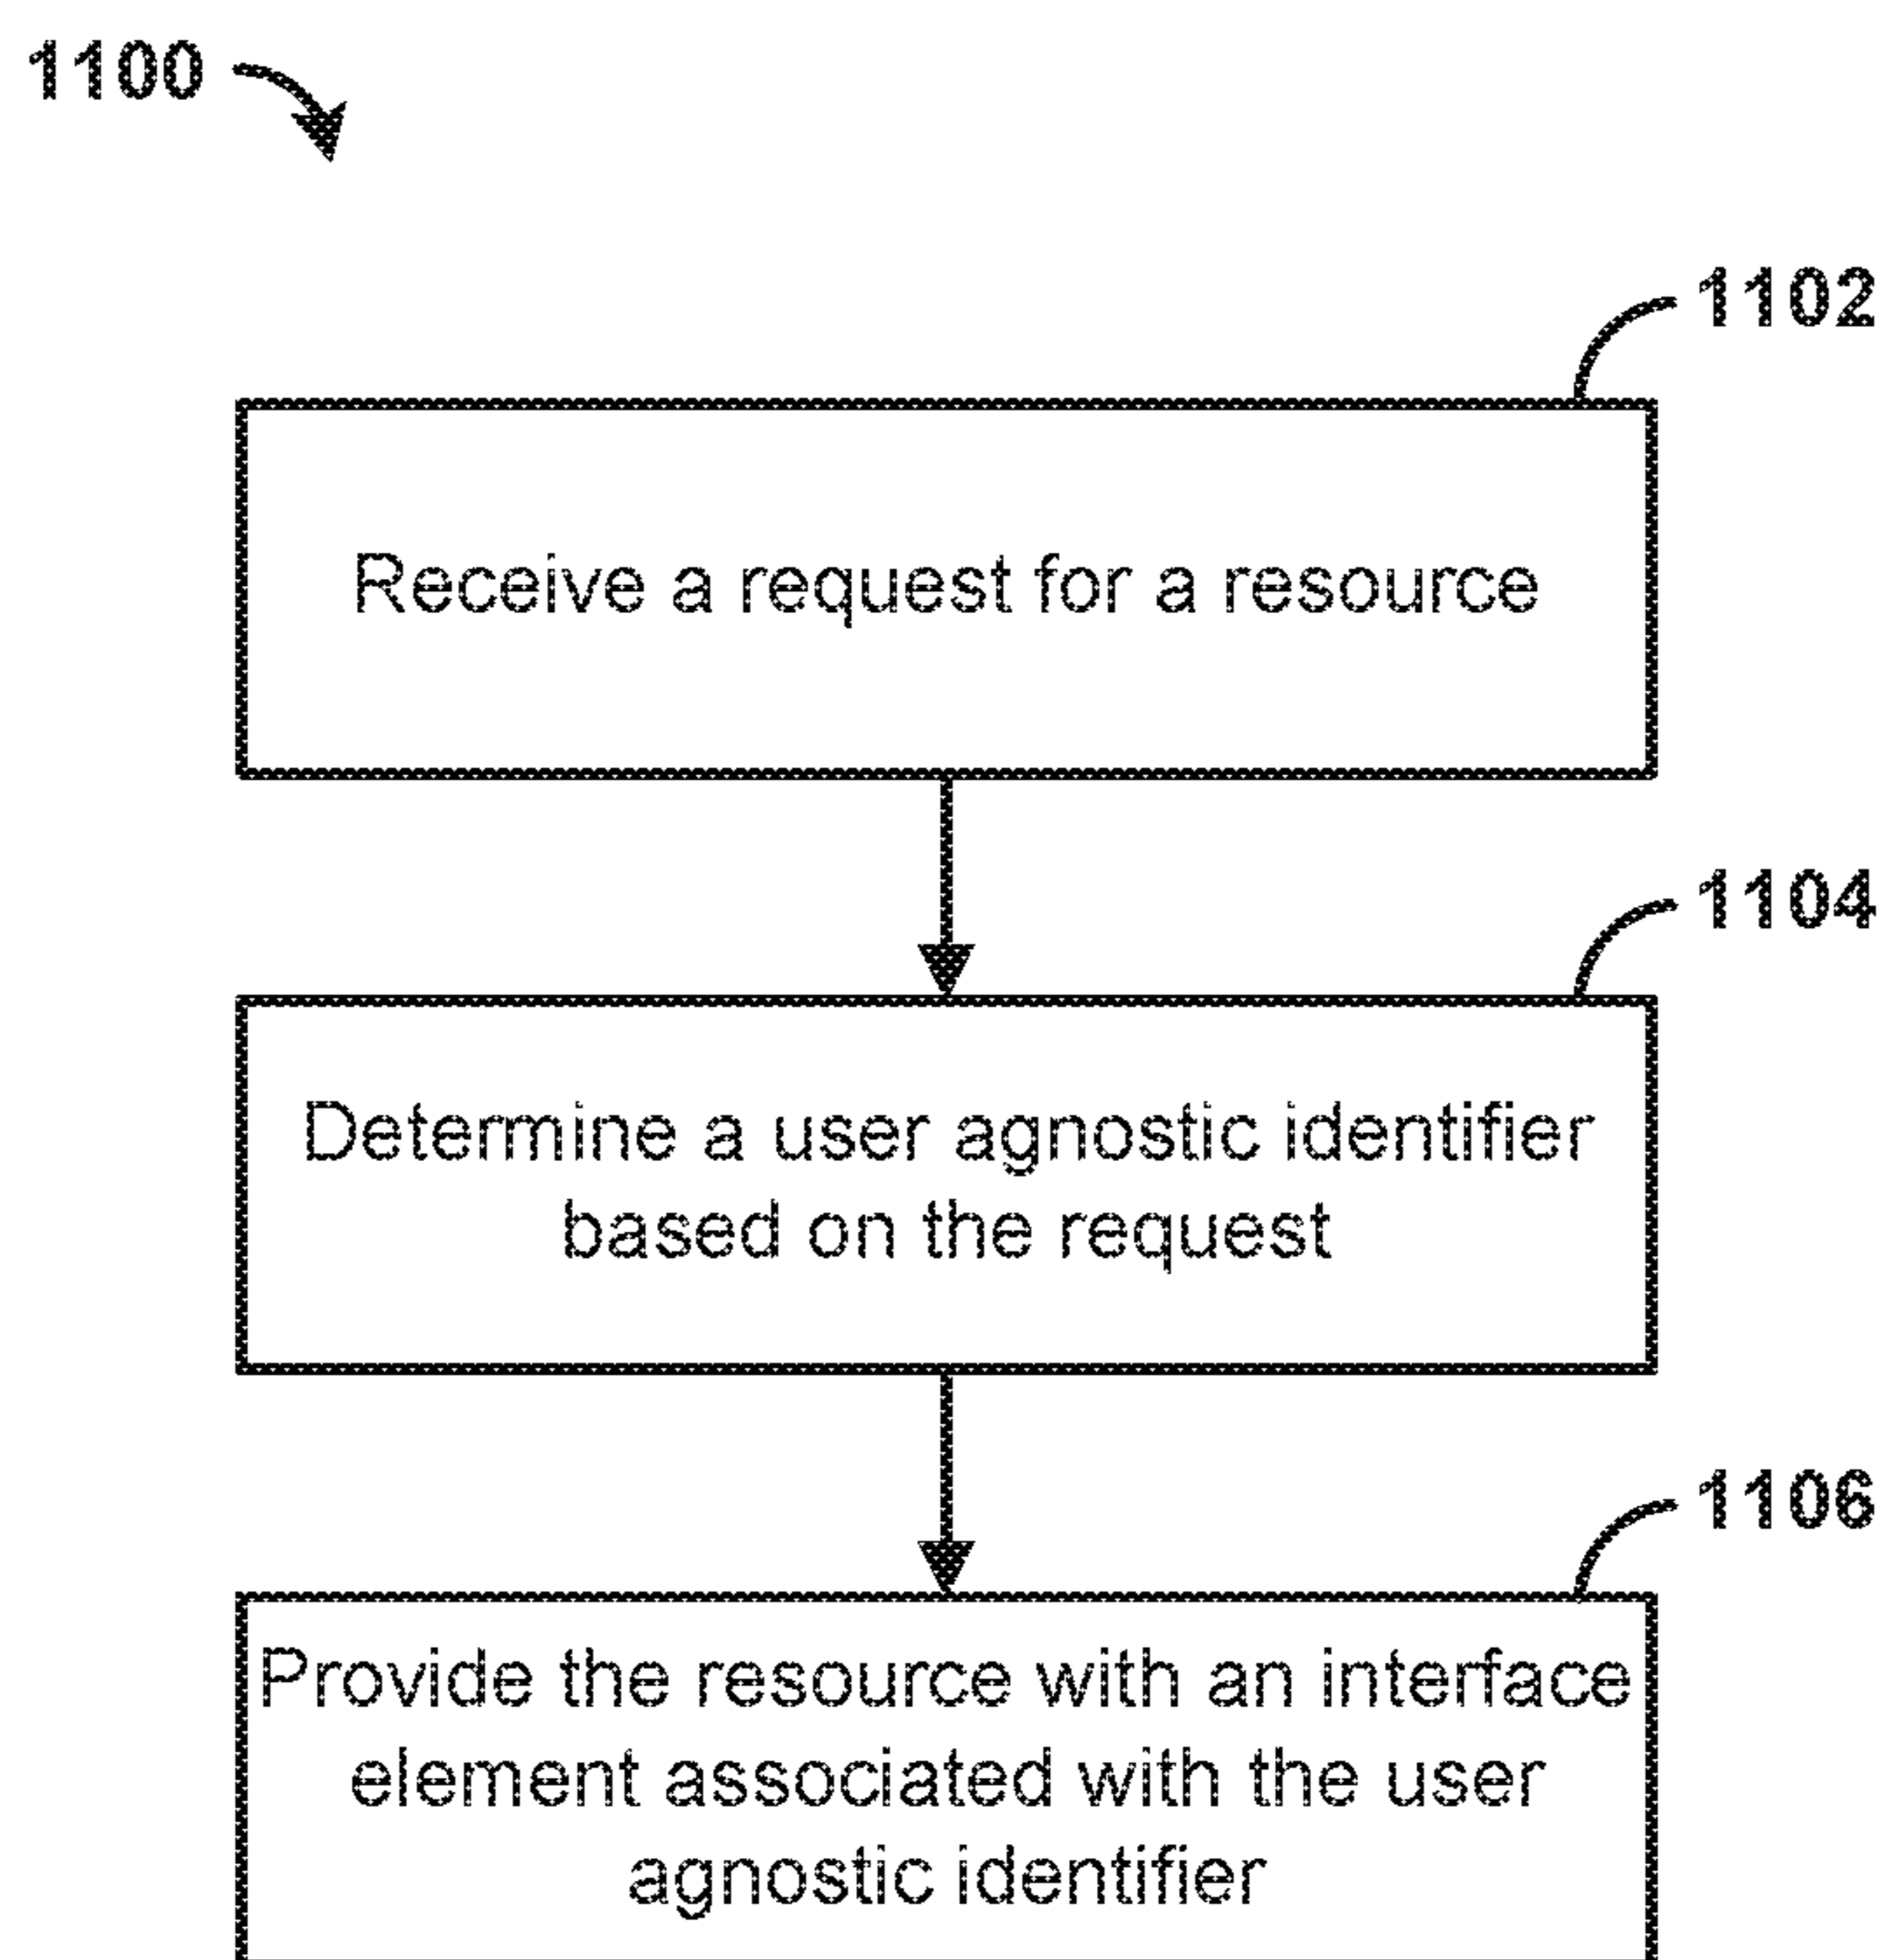 1100
1102
Receive a request for a resource
1104
Determine a user agnostic identifier
based on the request
1106
Provide the resource with an interface
element associated with the user
agnostic identifier